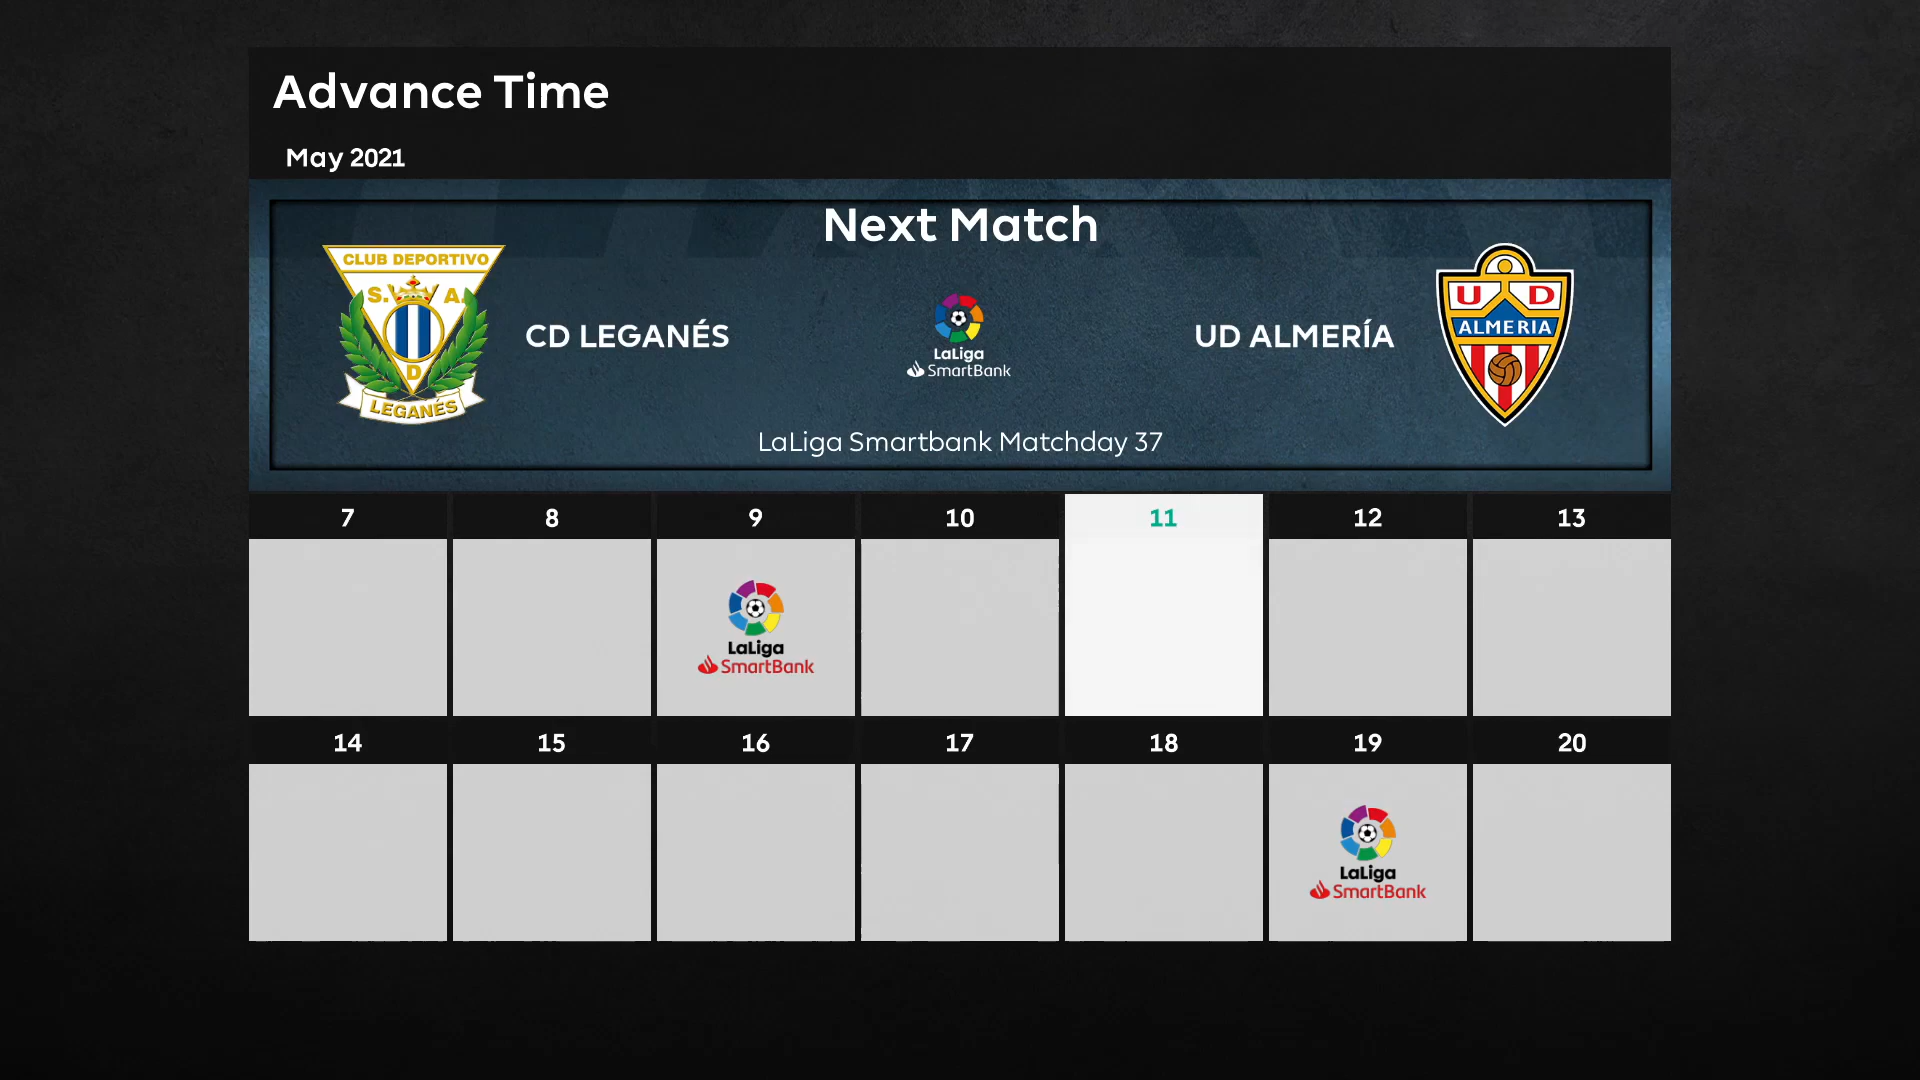 Advance Time
May 2021
Next Match
CLUB DEPORTIVO
S. A.
D
LEGANÉS
CD LEGANÉS
LaLiga
SmartBank
UD ALMERÍA
U D
ALMERIA
LaLiga Smartbank Matchday 37
7 8 9 10 11 12 13
LaLiga
SmartBank
14 15 16 17 18 19 20
LaLiga
SmartBank